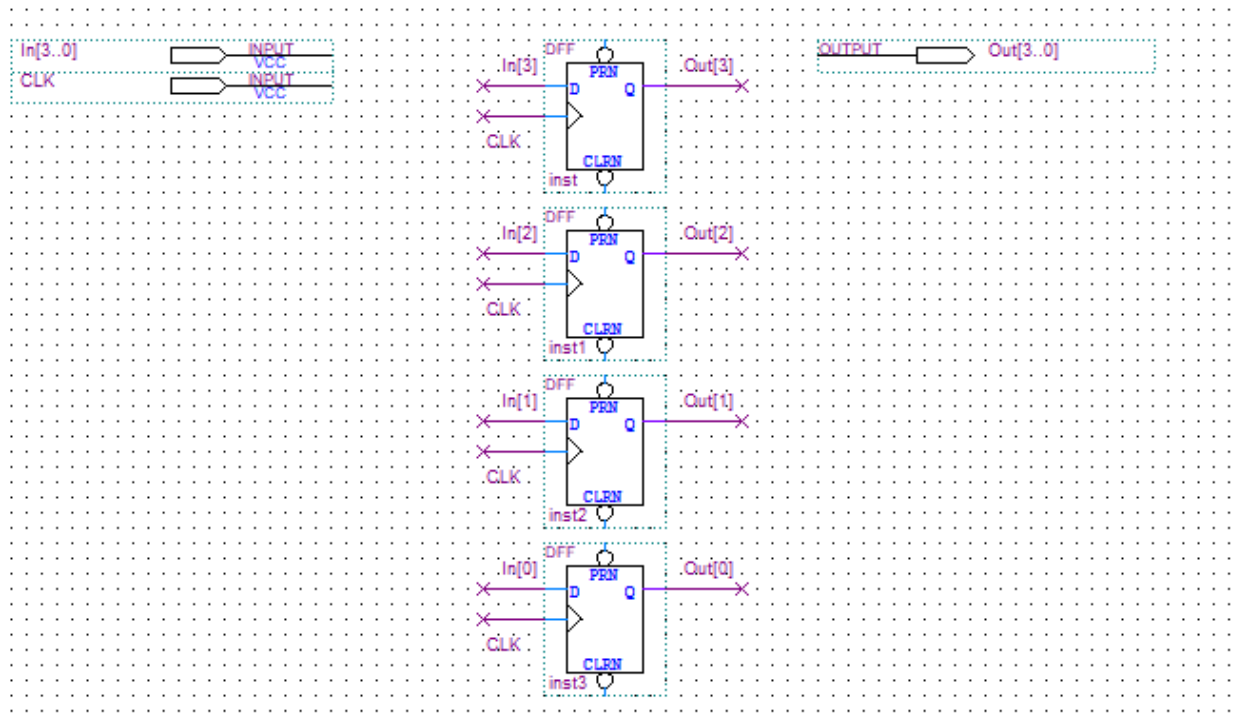 In[3..0] INPUT VCC
CLK INPUT VCC
DFF
In[3] PRN Out[3]
D Q
CLK
CLRN
inst
DFF
In[2] PRN Out[2]
D Q
CLK
CLRN
inst1
DFF
In[1] PRN Out[1]
D Q
CLK
CLRN
inst2
DFF
In[0] PRN Out[0]
D Q
CLK
CLRN
inst3
OUTPUT Out[3..0]